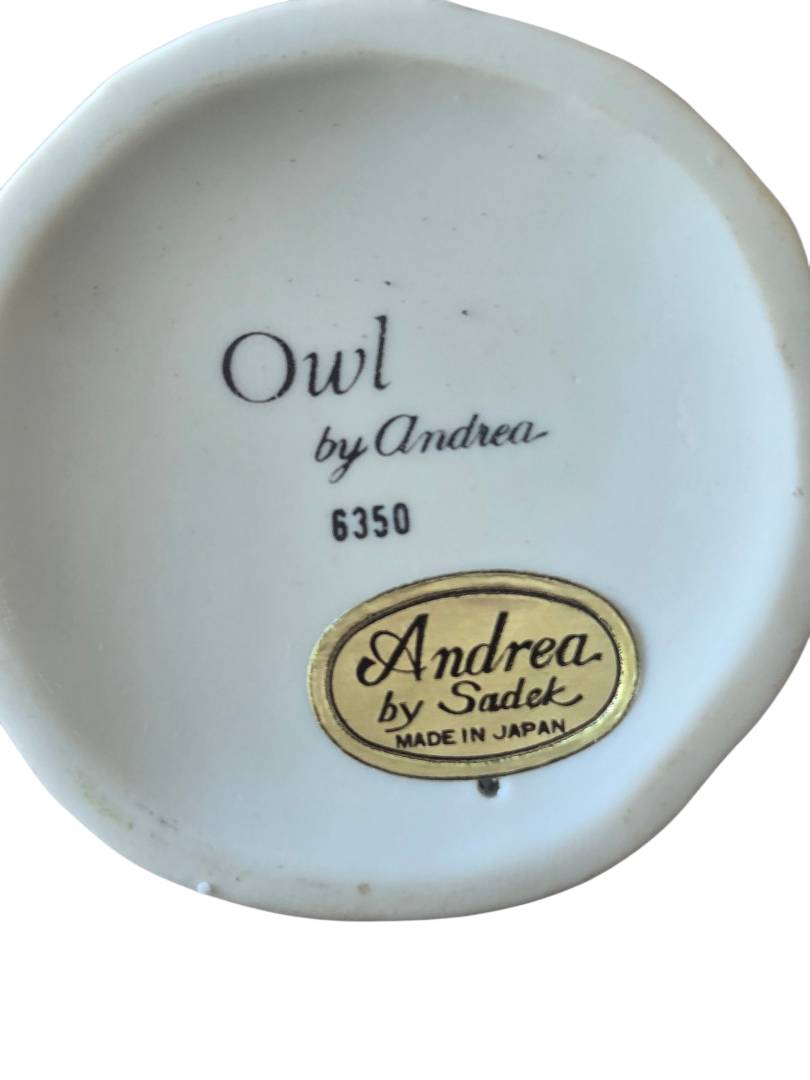 Owl
by Andrea
6350
Andrea
by Sadek
MADE IN JAPAN